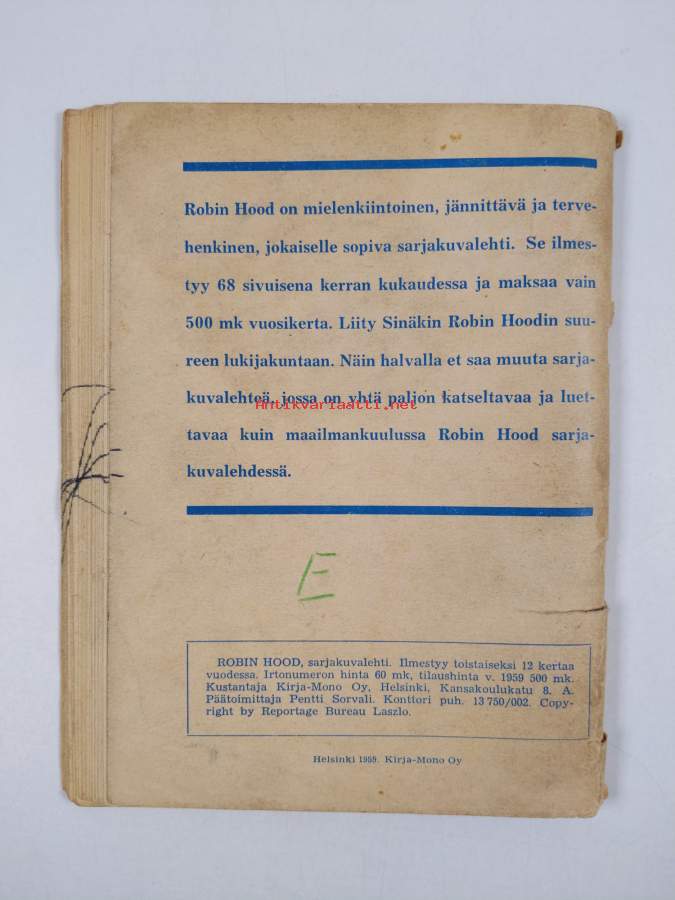 Robin Hood on mielenkiintoinen, jännittävä ja terve-
henkinen, jokaiselle sopiva sarjakuvalehti. Se ilmes-
tyy 68 sivuisena kerran kukaudessa ja maksaa vain
500 mk vuosikerta. Liity Sinäkin Robin Hoodin suu-
reen lukijakuntaan. Näin halvalla et saa muuta sarja-
kuvalehteä, jossa on yhtä paljon katseltavaa ja luet-
Antikvariaatti.net
tavaa kuin maailmankuulussa Robin Hood sarja-
kuvalehdessä.
E
ROBIN HOOD, sarjakuvalehti. Ilmestyy toistaiseksi 12 kertaa
vuodessa. Irtonumeron hinta 60 mk, tilaushinta v. 1959 500 mk.
Kustantaja Kirja-Mono Oy, Helsinki, Kansakoulukatu 8. A.
Päätoimittaja Pentti Sorvali. Konttori puh. 13 750/002. Copy-
right by Reportage Bureau Laszlo.
Helsinki 1959. Kirja-Mono Oy